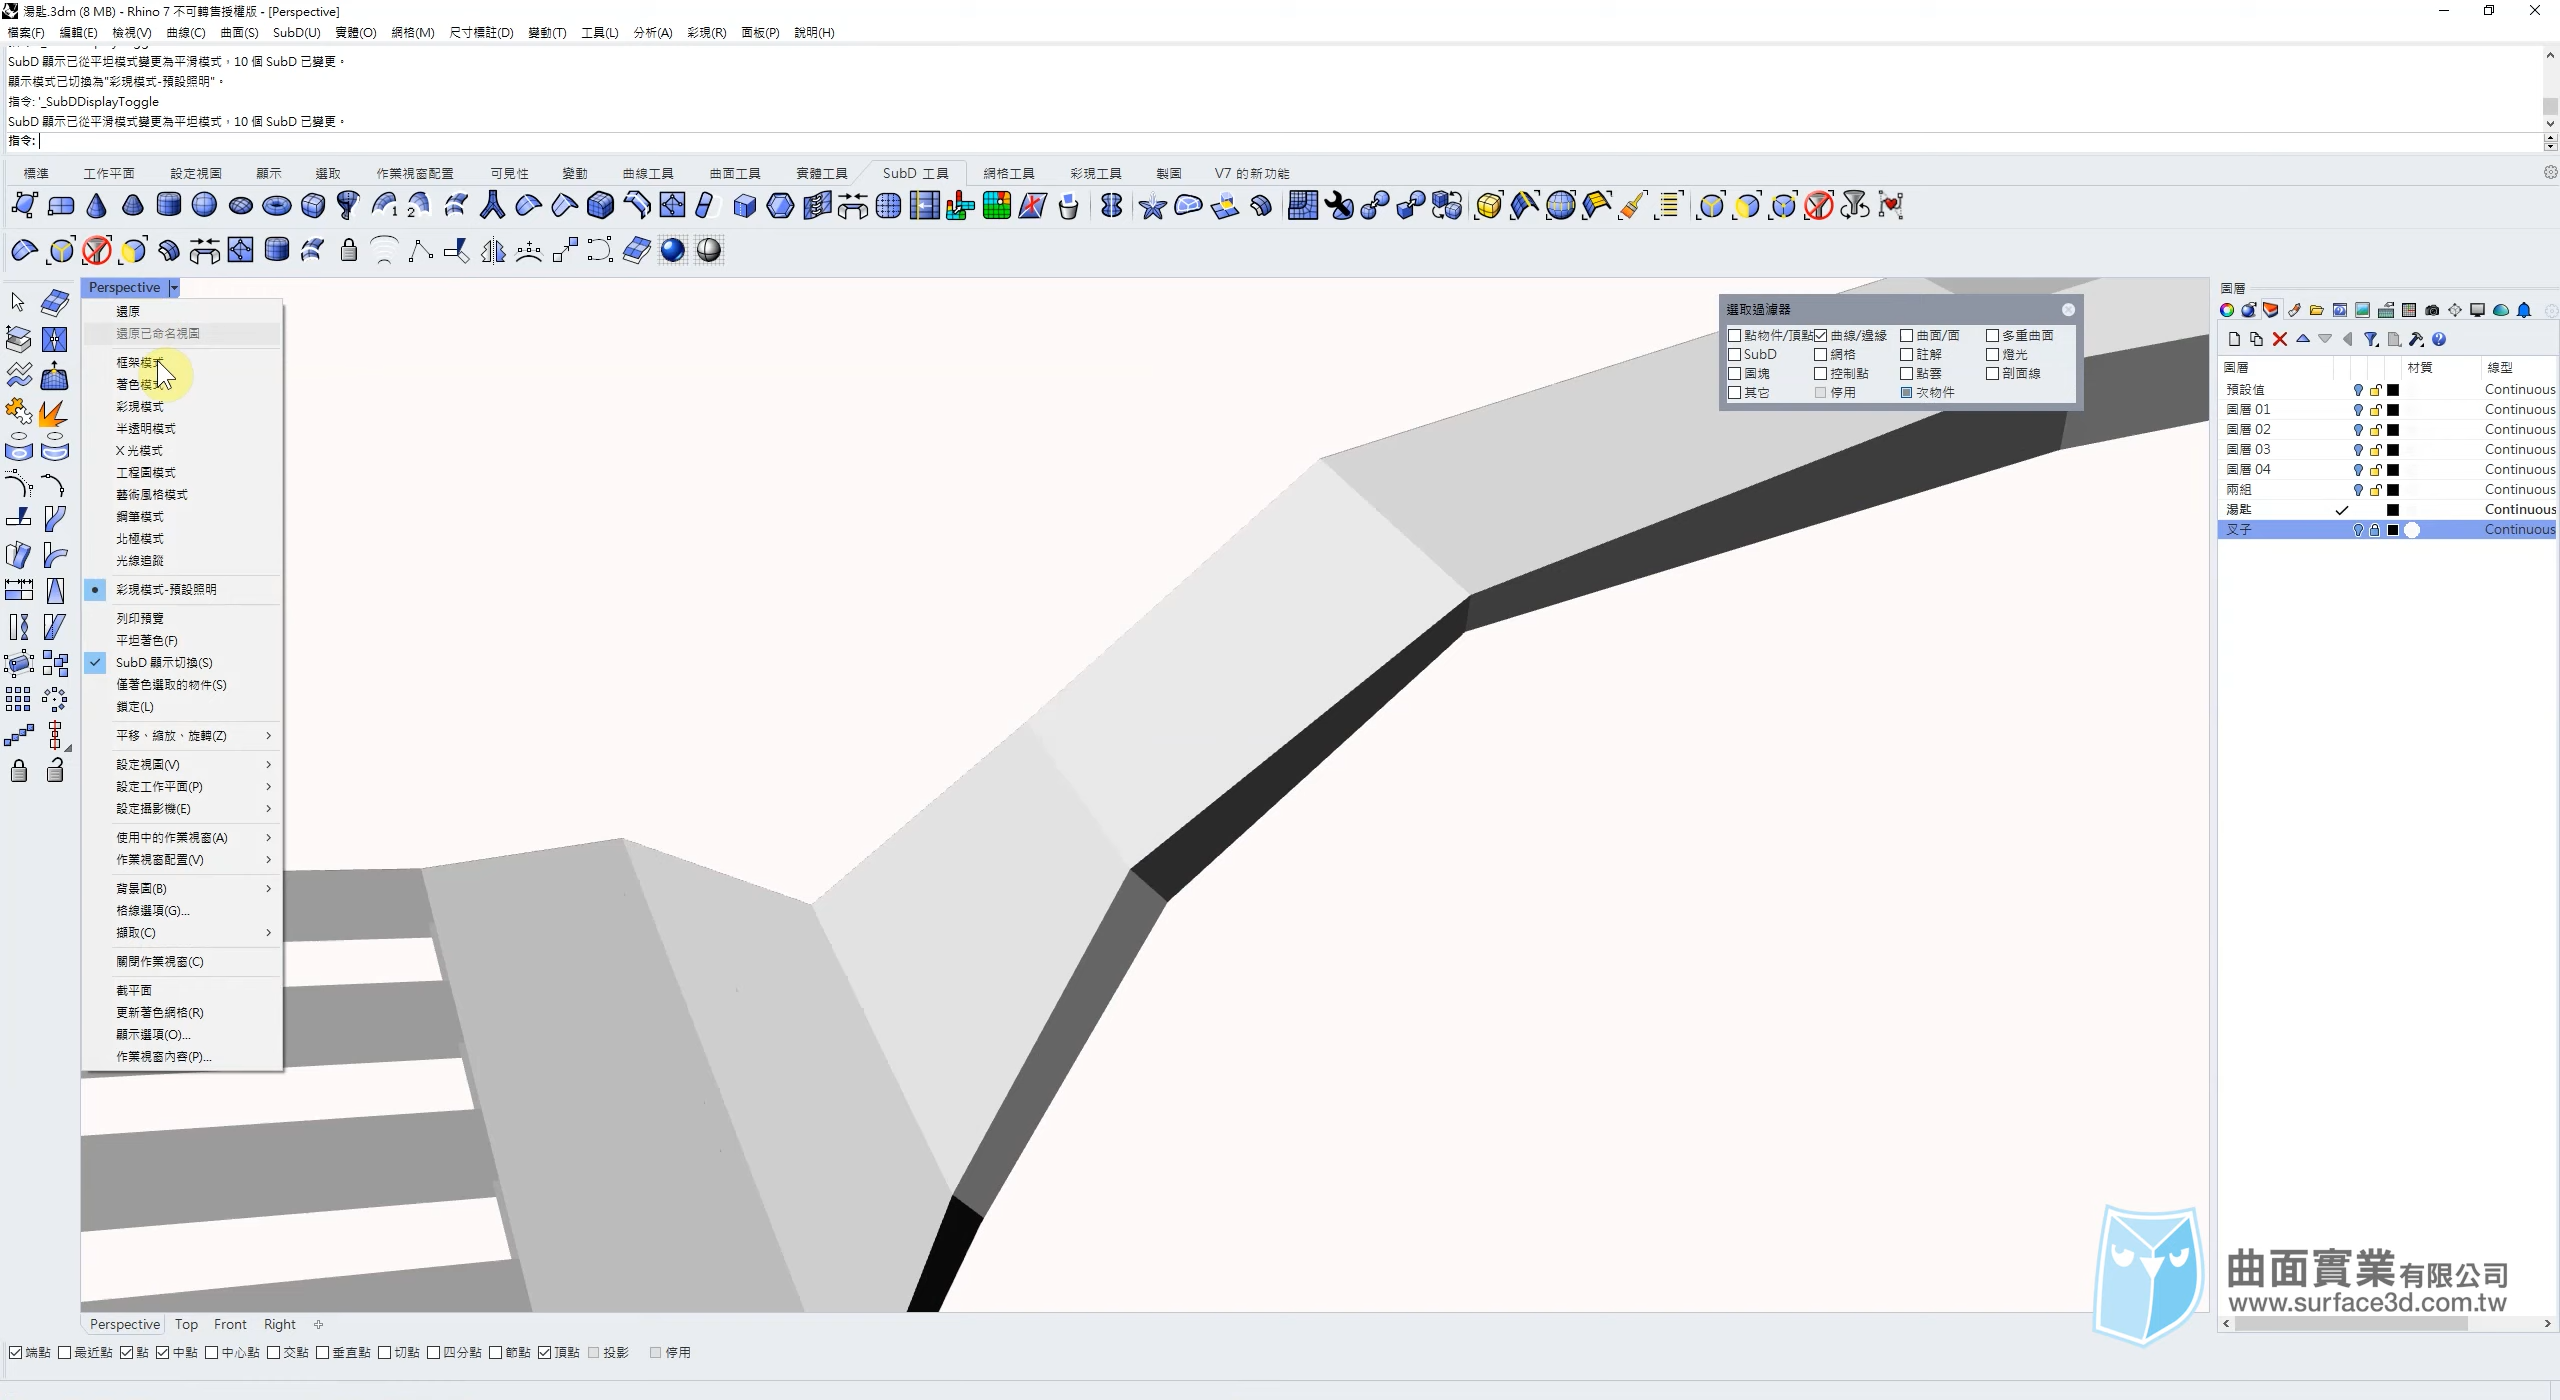 湯匙.3dm (8 MB) - Rhino 7 不可轉售授權版 - [Perspective]
檔案(F) 編輯(E) 檢視(V) 曲線(C) 曲面(S) SubD(U) 實體(O) 網格(M) 尺寸標註(D) 變動(T) 工具(L) 分析(A) 彩現(R) 面板(P) 說明(H)
SubD 顯示已從平坦模式變更為平滑模式，10 個 SubD 已變更。
顯示模式已切換為"彩現模式-預設照明"。
指令: '_SubDDisplayToggle
SubD 顯示已從平滑模式變更為平坦模式，10 個 SubD 已變更。
指令:
標準 工作平面 設定視圖 顯示 選取 作業視窗配置 可見性 變動 曲線工具 曲面工具 實體工具 SubD 工具 網格工具 彩現工具 製圖 V7 的新功能
Perspective
還原
還原已命名視圖
框架模式
著色模式
彩現模式
半透明模式
X 光模式
工程圖模式
藝術風格模式
鋼筆模式
北極模式
光線追蹤
彩現模式-預設照明
列印預覽
平坦著色(F)
SubD 顯示切換(S)
僅著色選取的物件(S)
鎖定(L)
平移、縮放、旋轉(Z)
設定視圖(V)
設定工作平面(P)
設定攝影機(E)
使用中的作業視窗(A)
作業視窗配置(V)
背景圖(B)
格線選項(G)...
擷取(C)
關閉作業視窗(C)
截平面
更新著色網格(R)
顯示選項(O)...
作業視窗內容(P)...
選取過濾器
點物件/頂點 曲線/邊緣 曲面/面 多重曲面
SubD 網格 註解 燈光
圖塊 控制點 點雲 剖面線
其它 停用 次物件
圖層
圖層 材質 線型
預設值 Continuous
圖層 01 Continuous
圖層 02 Continuous
圖層 03 Continuous
圖層 04 Continuous
兩組 Continuous
湯匙 Continuous
叉子 Continuous
曲面實業有限公司
www.surface3d.com.tw
Perspective Top Front Right
端點 最近點 點 中點 中心點 交點 垂直點 切點 四分點 節點 頂點 投影 停用